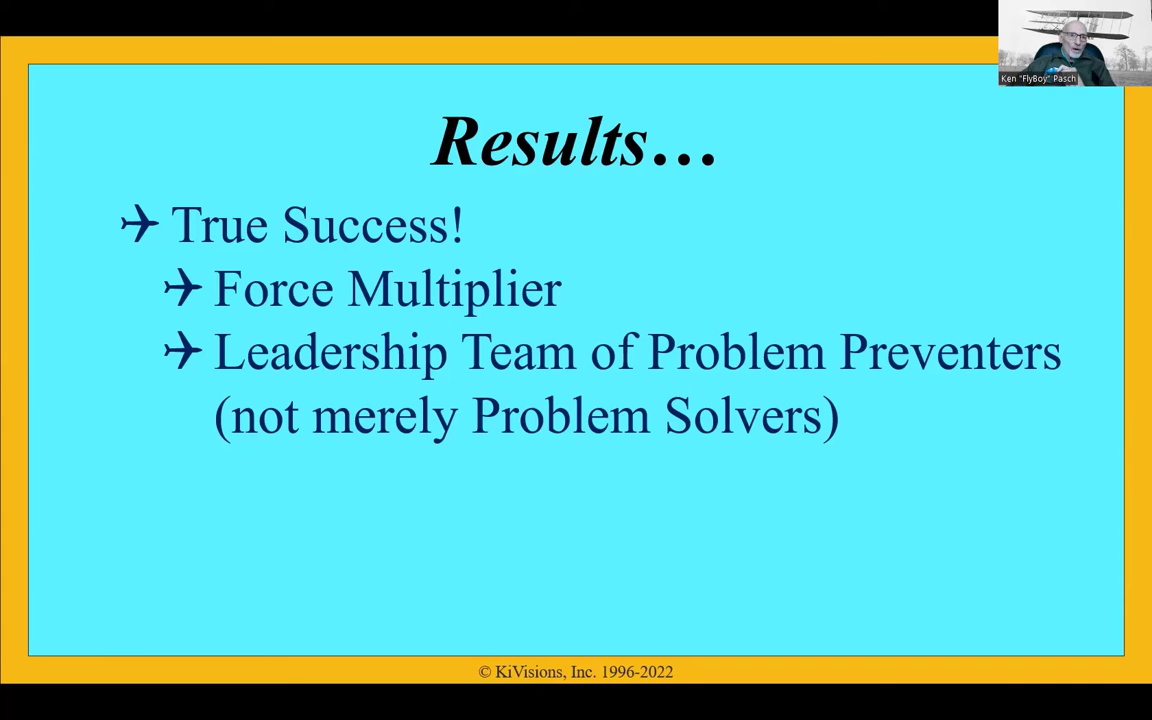 Ken "FlyBoy" Pasch
Results…
✈ True Success!
✈ Force Multiplier
✈ Leadership Team of Problem Preventers
(not merely Problem Solvers)
© KiVisions, Inc. 1996-2022